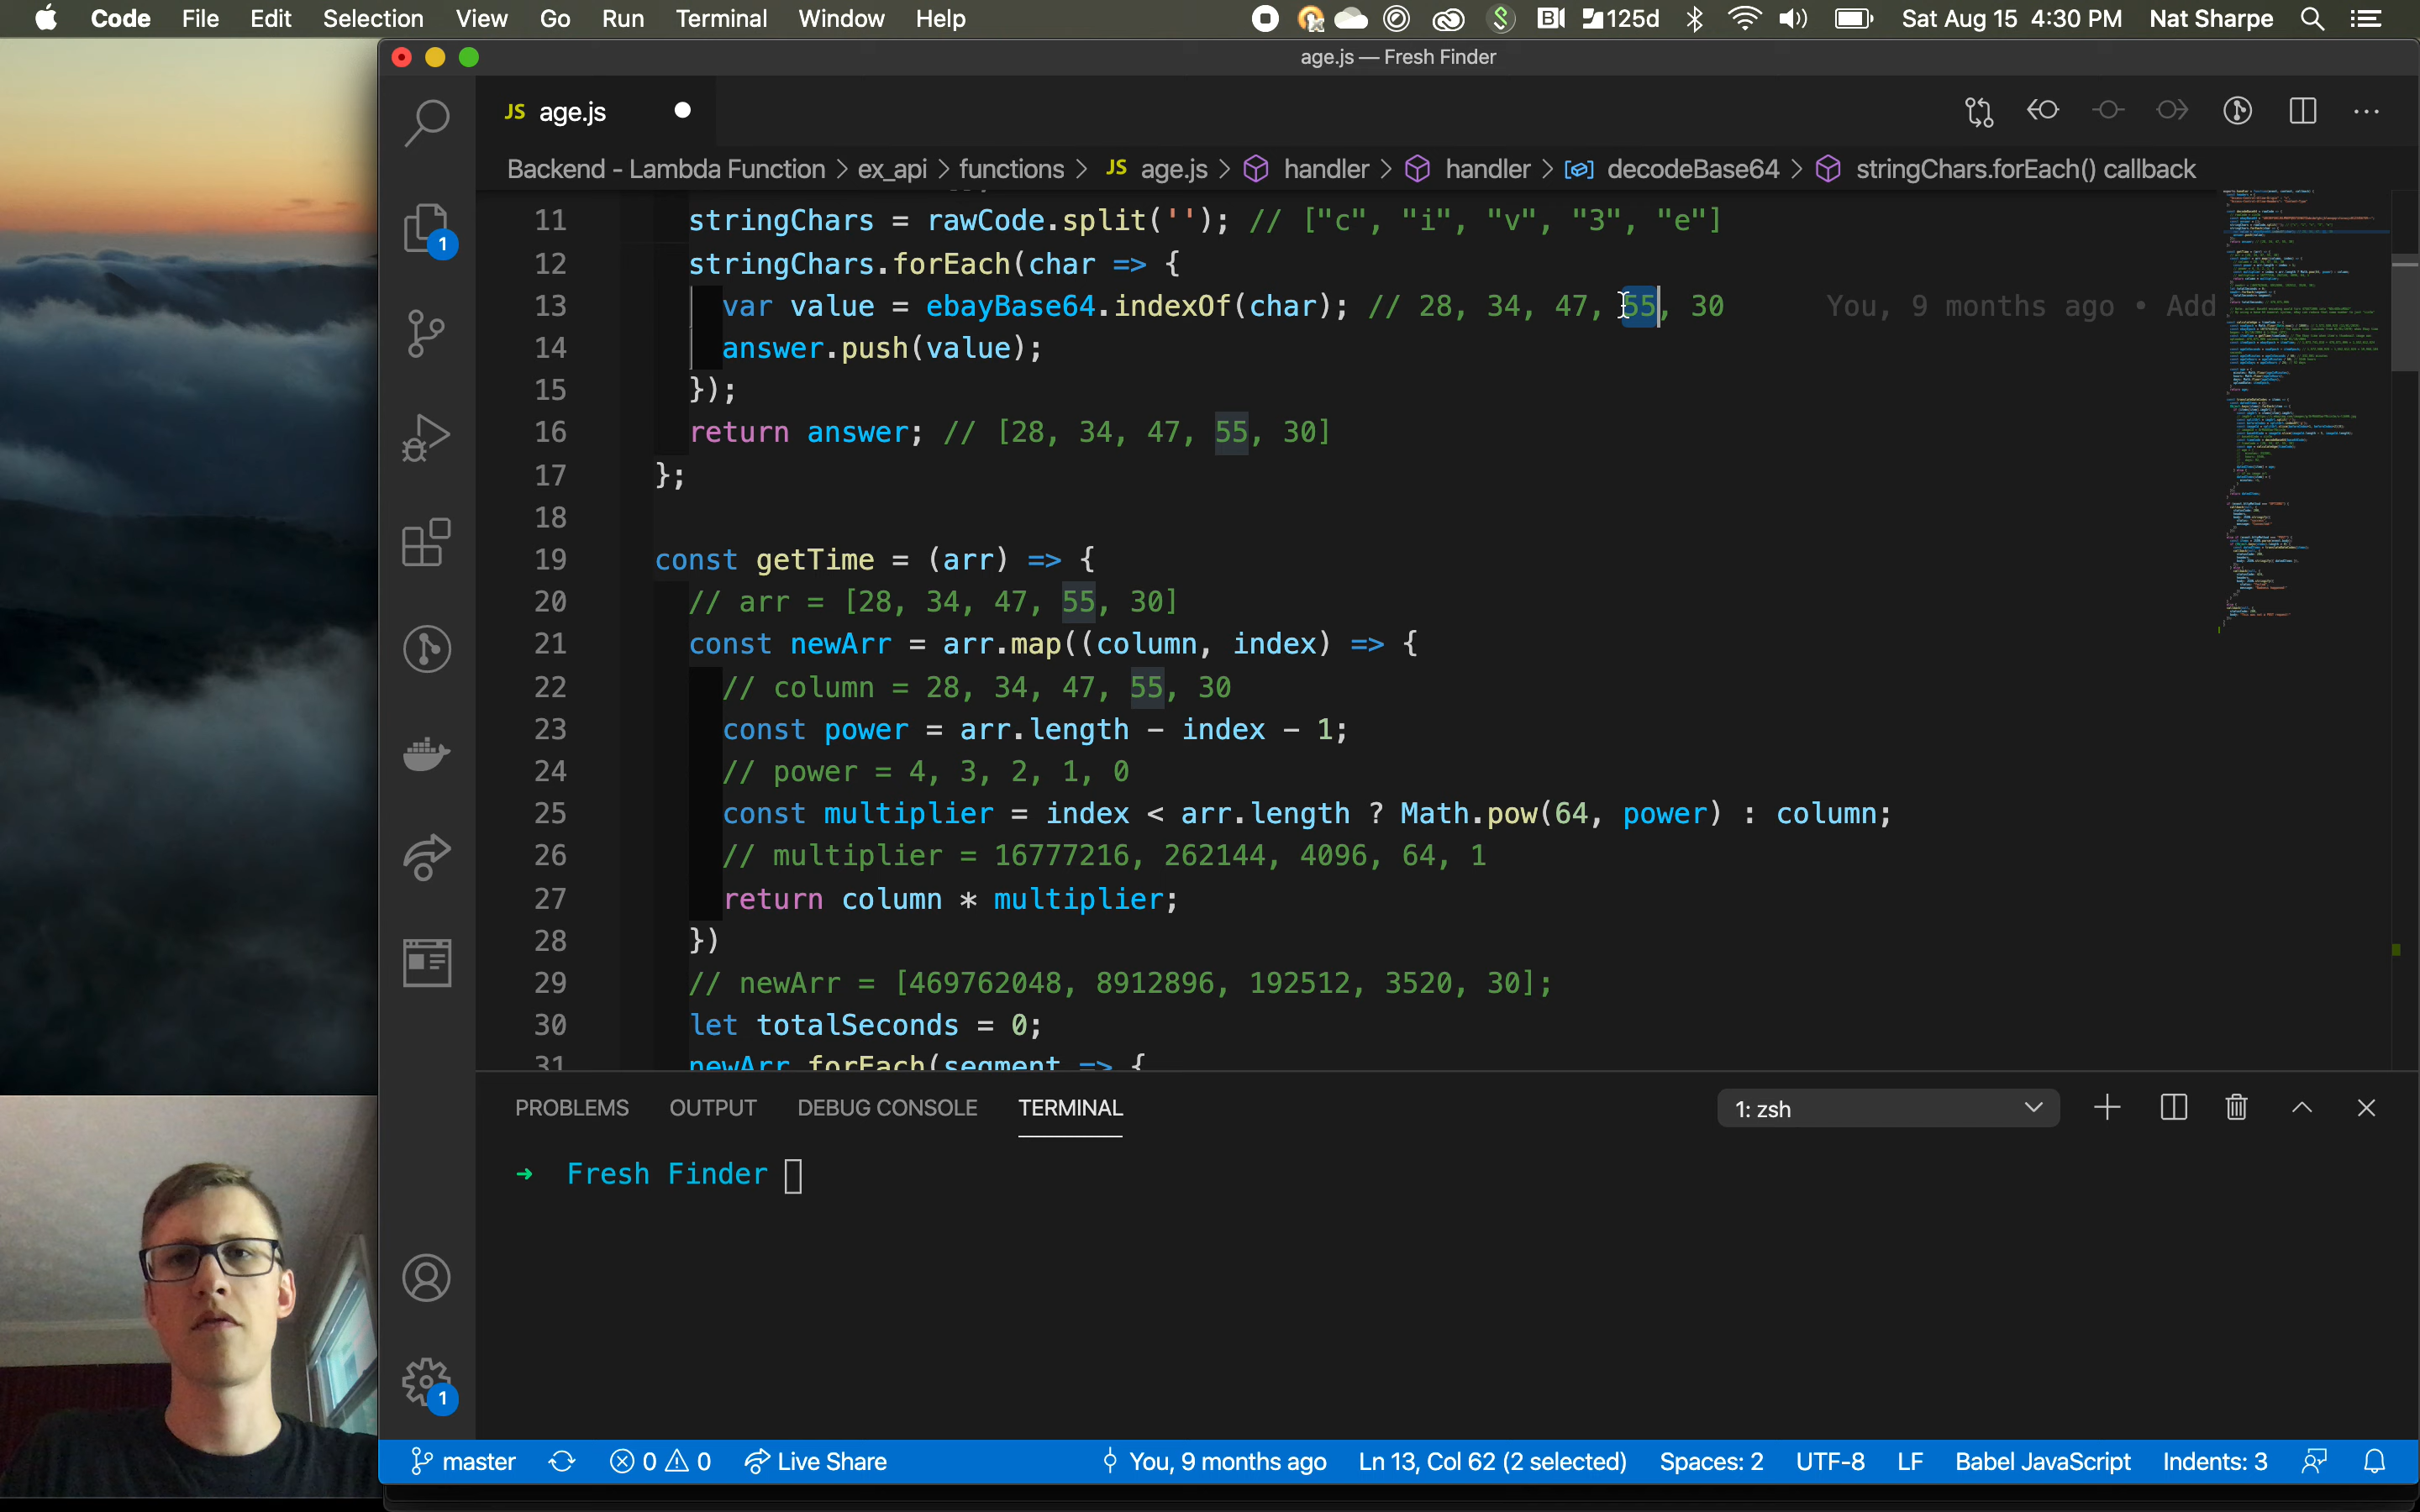 Code File Edit Selection View Go Run Terminal Window Help 125d Sat Aug 15 4:30 PM Nat Sharpe
age.js — Fresh Finder
JS age.js
Backend - Lambda Function > ex_api > functions > JS age.js > handler > handler > decodeBase64 > stringChars.forEach() callback
11 stringChars = rawCode.split(''); // ["c", "i", "v", "3", "e"]
12 stringChars.forEach(char => {
13 var value = ebayBase64.indexOf(char); // 28, 34, 47, 55, 30 You, 9 months ago • Add
14 answer.push(value);
15 });
16 return answer; // [28, 34, 47, 55, 30]
17 };
18
19 const getTime = (arr) => {
20 // arr = [28, 34, 47, 55, 30]
21 const newArr = arr.map((column, index) => {
22 // column = 28, 34, 47, 55, 30
23 const power = arr.length - index - 1;
24 // power = 4, 3, 2, 1, 0
25 const multiplier = index < arr.length ? Math.pow(64, power) : column;
26 // multiplier = 16777216, 262144, 4096, 64, 1
27 return column * multiplier;
28 })
29 // newArr = [469762048, 8912896, 192512, 3520, 30];
30 let totalSeconds = 0;
31 newArr.forEach(segment => {
1
PROBLEMS OUTPUT DEBUG CONSOLE TERMINAL 1: zsh
→ Fresh Finder
1
master 0 0 Live Share You, 9 months ago Ln 13, Col 62 (2 selected) Spaces: 2 UTF-8 LF Babel JavaScript Indents: 3